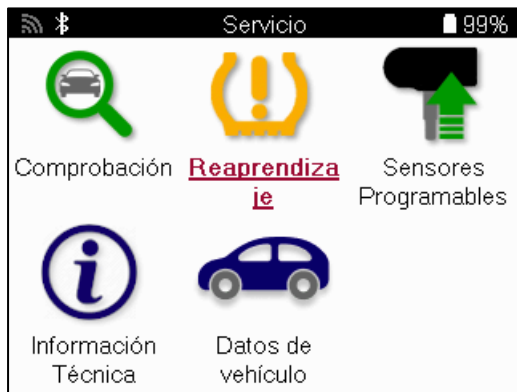 Servicio
99%
Comprobación
Reaprendiza
je
Sensores
Programables
Información
Técnica
Datos de
vehículo